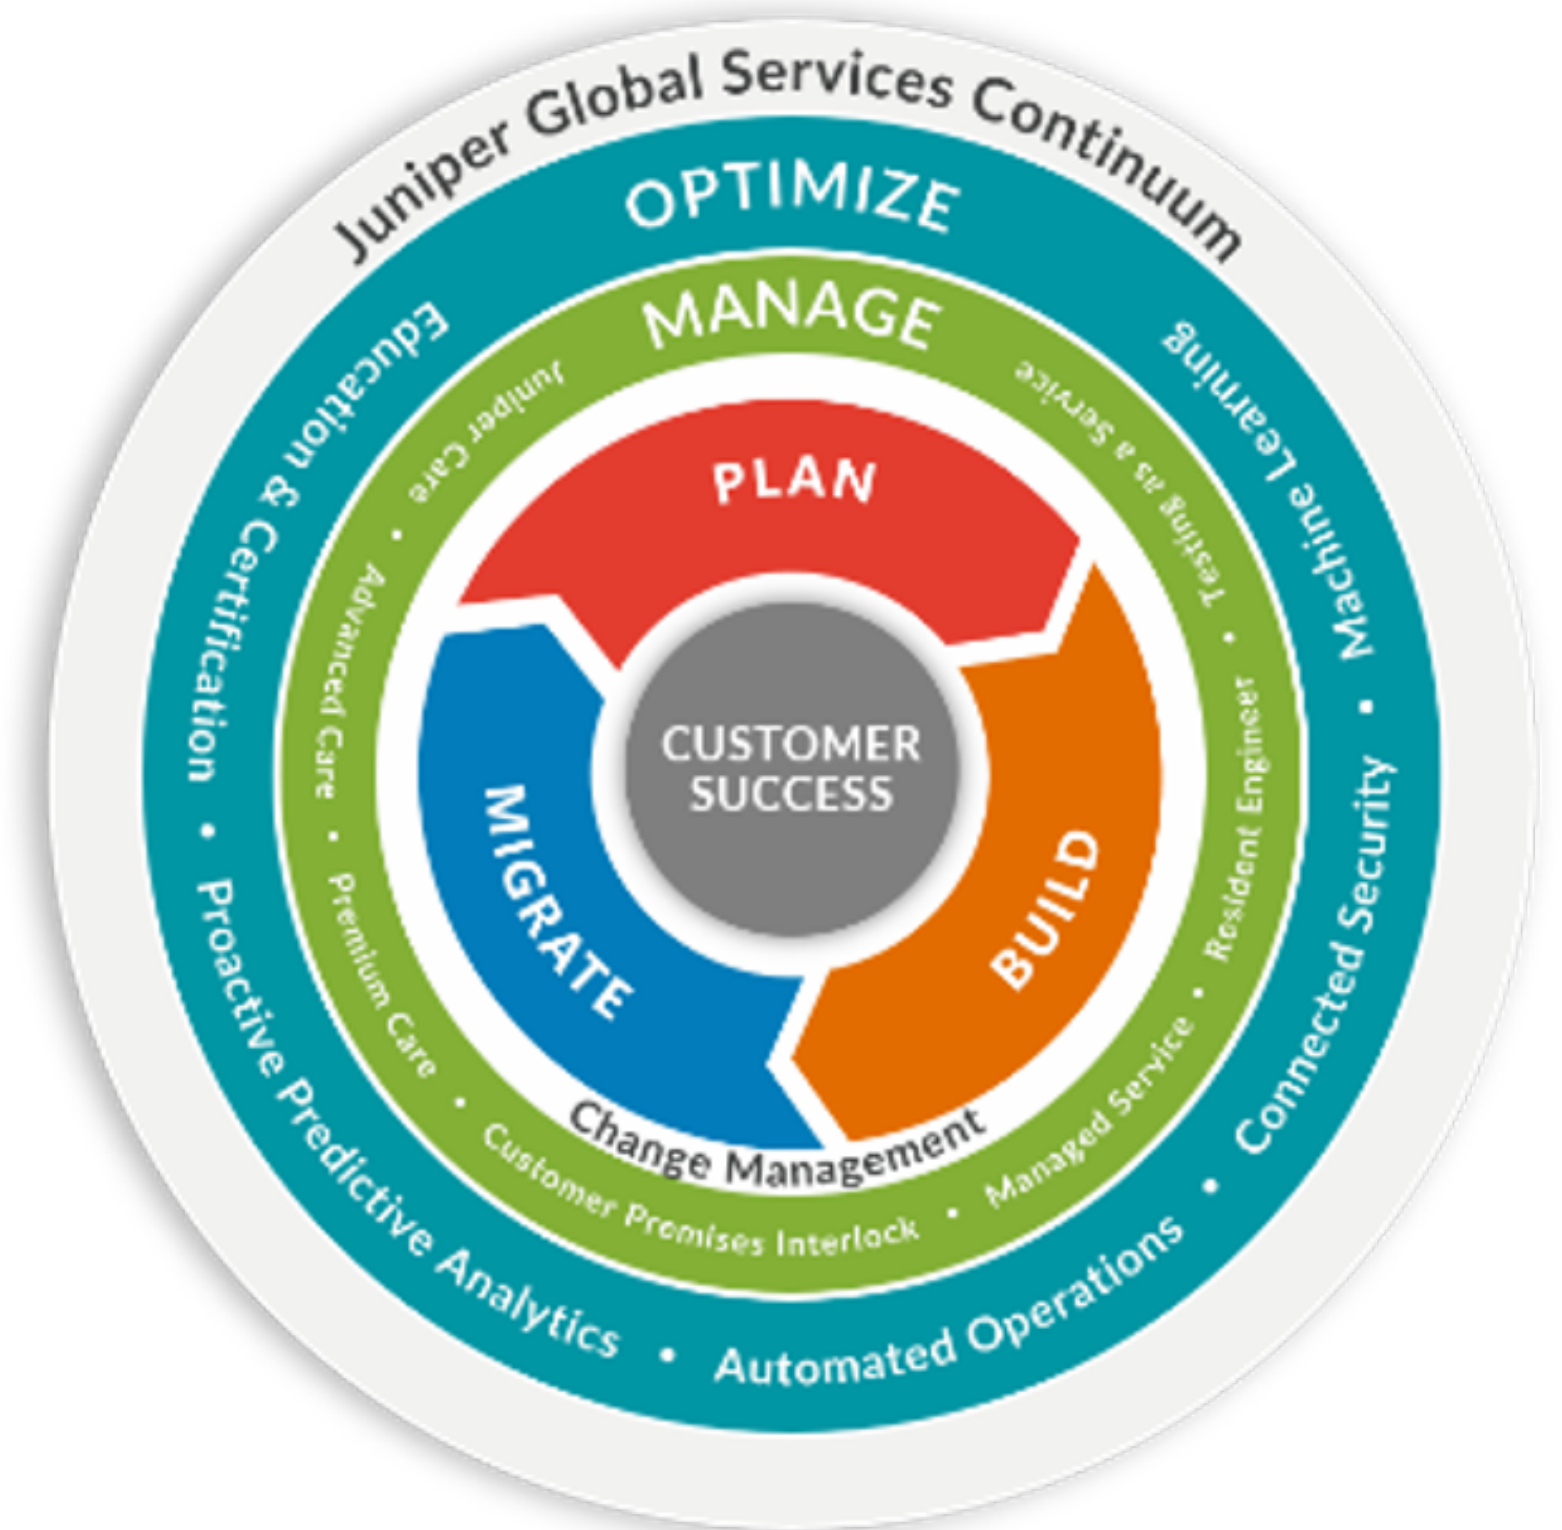 Juniper Global Services Continuum
OPTIMIZE
Education & Certification • Proactive Predictive Analytics • Automated Operations • Connected Security • Machine Learning
MANAGE
Juniper Care • Advanced Care • Premium Care • Customer Premises Interlock • Managed Service • Resident Engineer • Testing as a Service
PLAN
BUILD
MIGRATE
Change Management
CUSTOMER
SUCCESS